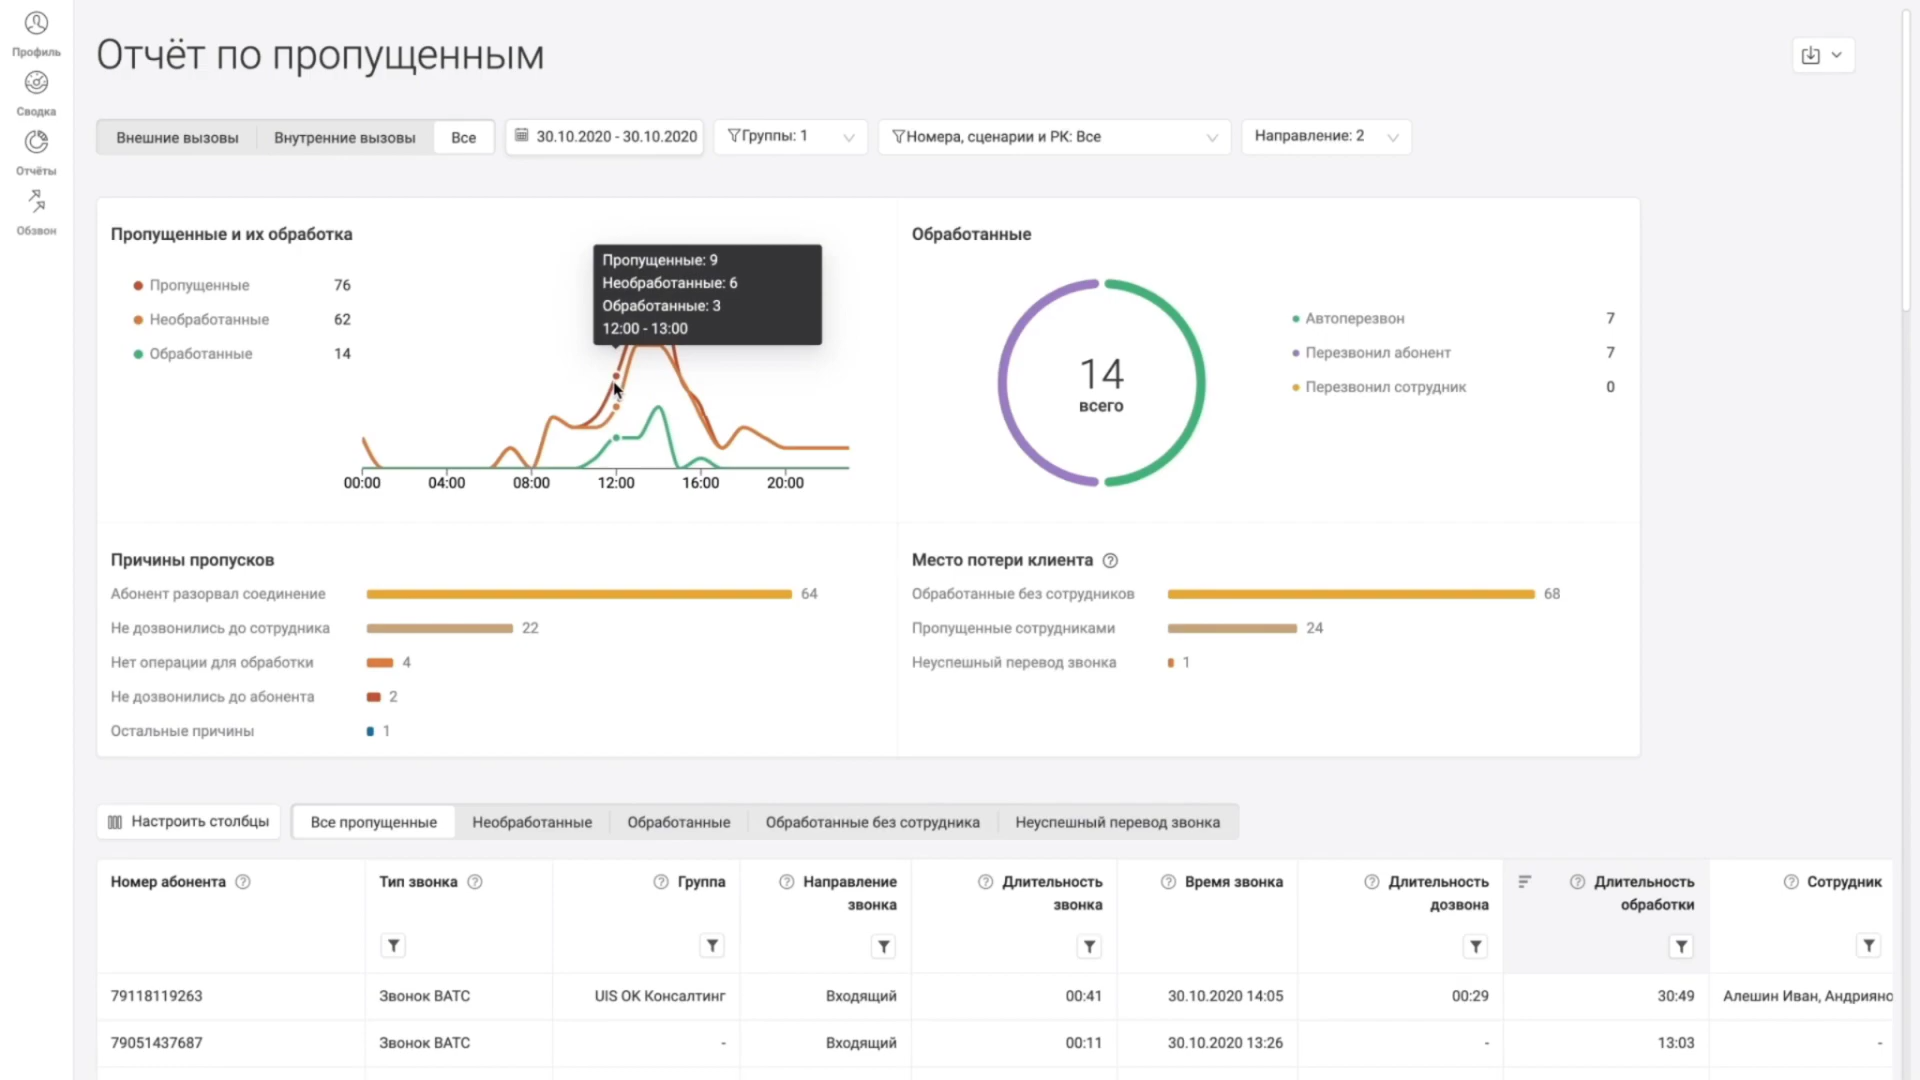 Профиль
Сводка
Отчёты
Обзвон
Отчёт по пропущенным
Внешние вызовы
Внутренние вызовы
Все
30.10.2020 - 30.10.2020
Группы: 1
Номера, сценарии и РК: Все
Направление: 2
Пропущенные и их обработка
Пропущенные 76
Необработанные 62
Обработанные 14
Пропущенные: 9
Необработанные: 6
Обработанные: 3
12:00 - 13:00
00:00 04:00 08:00 12:00 16:00 20:00
Обработанные
14
всего
Автоперезвон 7
Перезвонил абонент 7
Перезвонил сотрудник 0
Причины пропусков
Абонент разорвал соединение 64
Не дозвонились до сотрудника 22
Нет операции для обработки 4
Не дозвонились до абонента 2
Остальные причины 1
Место потери клиента ?
Обработанные без сотрудников 68
Пропущенные сотрудниками 24
Неуспешный перевод звонка 1
Настроить столбцы
Все пропущенные
Необработанные
Обработанные
Обработанные без сотрудника
Неуспешный перевод звонка
Номер абонента ?
Тип звонка ?
? Группа
? Направление
звонка
? Длительность
звонка
? Время звонка
? Длительность
дозвона
? Длительность
обработки
? Сотрудник
79118119263 Звонок ВАТС UIS ОК Консалтинг Входящий 00:41 30.10.2020 14:05 00:29 30:49 Алешин Иван, Андрияно
79051437687 Звонок ВАТС - Входящий 00:11 30.10.2020 13:26 - 13:03 -